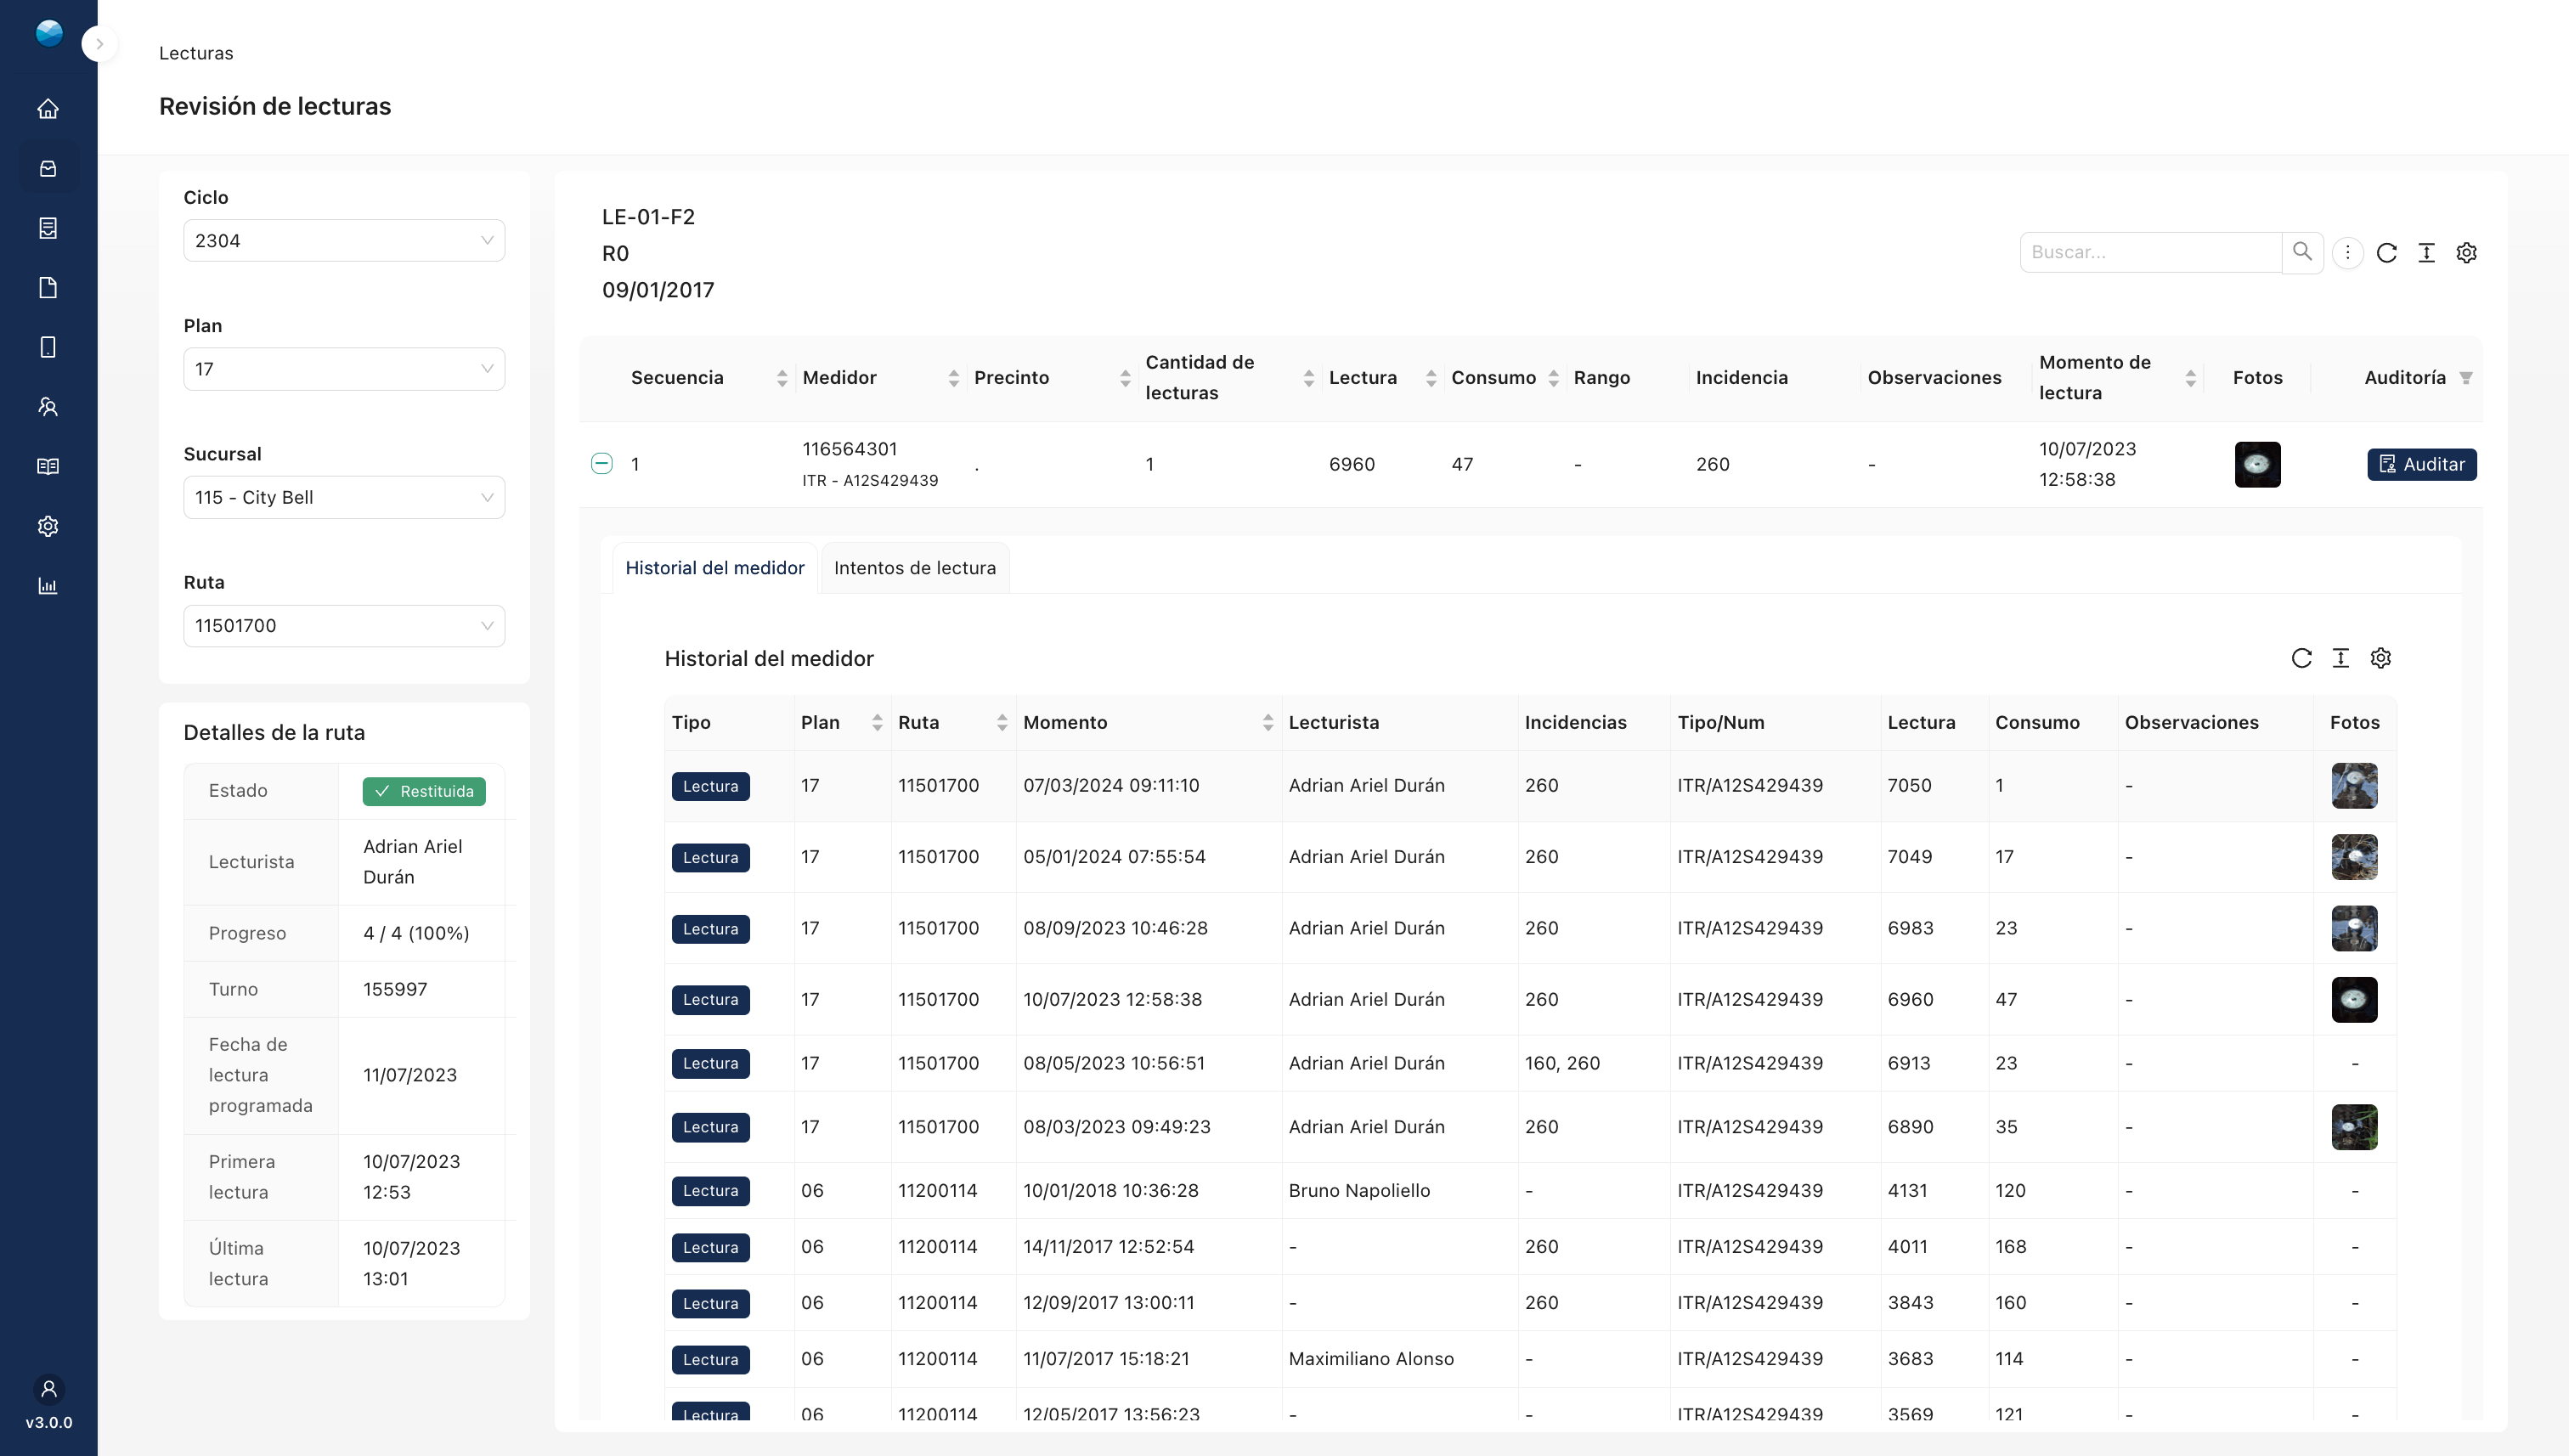 Lecturas
Revisión de lecturas
Ciclo
2304
Plan
17
Sucursal
115 - City Bell
Ruta
11501700
Detalles de la ruta
Estado
Restituida
Lecturista
Adrian Ariel
Durán
Progreso
4 / 4 (100%)
Turno
155997
Fecha de
lectura
programada
11/07/2023
Primera
lectura
10/07/2023
12:53
Última
lectura
10/07/2023
13:01
v3.0.0
LE-01-F2
R0
09/01/2017
Buscar...
Secuencia Medidor Precinto Cantidad de lecturas Lectura Consumo Rango Incidencia Observaciones Momento de lectura Fotos Auditoría
1 116564301 . 1 6960 47 - 260 - 10/07/2023 Auditar
ITR - A12S429439 12:58:38
Historial del medidor Intentos de lectura
Historial del medidor
Tipo Plan Ruta Momento Lecturista Incidencias Tipo/Num Lectura Consumo Observaciones Fotos
Lectura 17 11501700 07/03/2024 09:11:10 Adrian Ariel Durán 260 ITR/A12S429439 7050 1 -
Lectura 17 11501700 05/01/2024 07:55:54 Adrian Ariel Durán 260 ITR/A12S429439 7049 17 -
Lectura 17 11501700 08/09/2023 10:46:28 Adrian Ariel Durán 260 ITR/A12S429439 6983 23 -
Lectura 17 11501700 10/07/2023 12:58:38 Adrian Ariel Durán 260 ITR/A12S429439 6960 47 -
Lectura 17 11501700 08/05/2023 10:56:51 Adrian Ariel Durán 160, 260 ITR/A12S429439 6913 23 - -
Lectura 17 11501700 08/03/2023 09:49:23 Adrian Ariel Durán 260 ITR/A12S429439 6890 35 -
Lectura 06 11200114 10/01/2018 10:36:28 Bruno Napoliello - ITR/A12S429439 4131 120 - -
Lectura 06 11200114 14/11/2017 12:52:54 - 260 ITR/A12S429439 4011 168 - -
Lectura 06 11200114 12/09/2017 13:00:11 - 260 ITR/A12S429439 3843 160 - -
Lectura 06 11200114 11/07/2017 15:18:21 Maximiliano Alonso - ITR/A12S429439 3683 114 - -
Lectura 06 11200114 12/05/2017 13:56:23 - - ITR/A12S429439 3569 121 - -